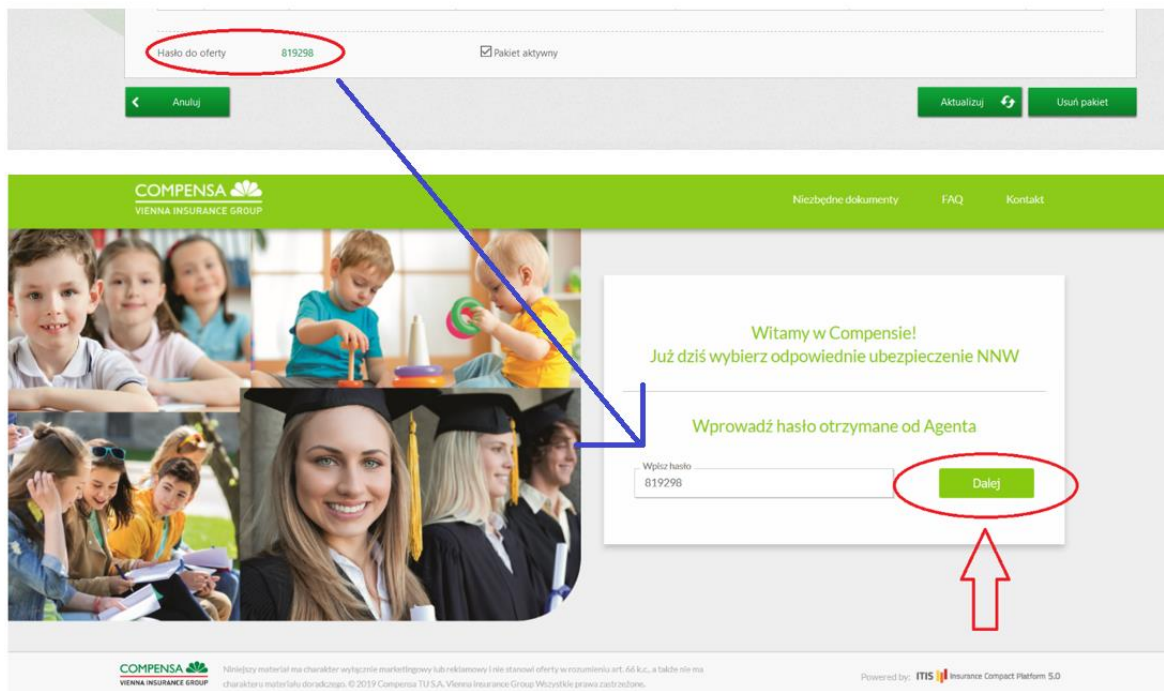 Hasło do oferty 819298 Pakiet aktywny
Anuluj Aktualizuj Usuń pakiet
COMPENSA
VIENNA INSURANCE GROUP
Niezbędne dokumenty FAQ Kontakt
Witamy w Compensie!
Już dziś wybierz odpowiednie ubezpieczenie NNW
Wprowadź hasło otrzymane od Agenta
Wpisz hasło
819298
Dalej
COMPENSA
VIENNA INSURANCE GROUP
Niniejszy materiał ma charakter wyłącznie marketingowy lub reklamowy i nie stanowi oferty w rozumieniu art. 66 k.c., a także nie ma
charakteru materiału doradczego. © 2019 Compensa TU S.A. Vienna Insurance Group Wszystkie prawa zastrzeżone.
Powered by: ITIS Insurance Compact Platform 5.0